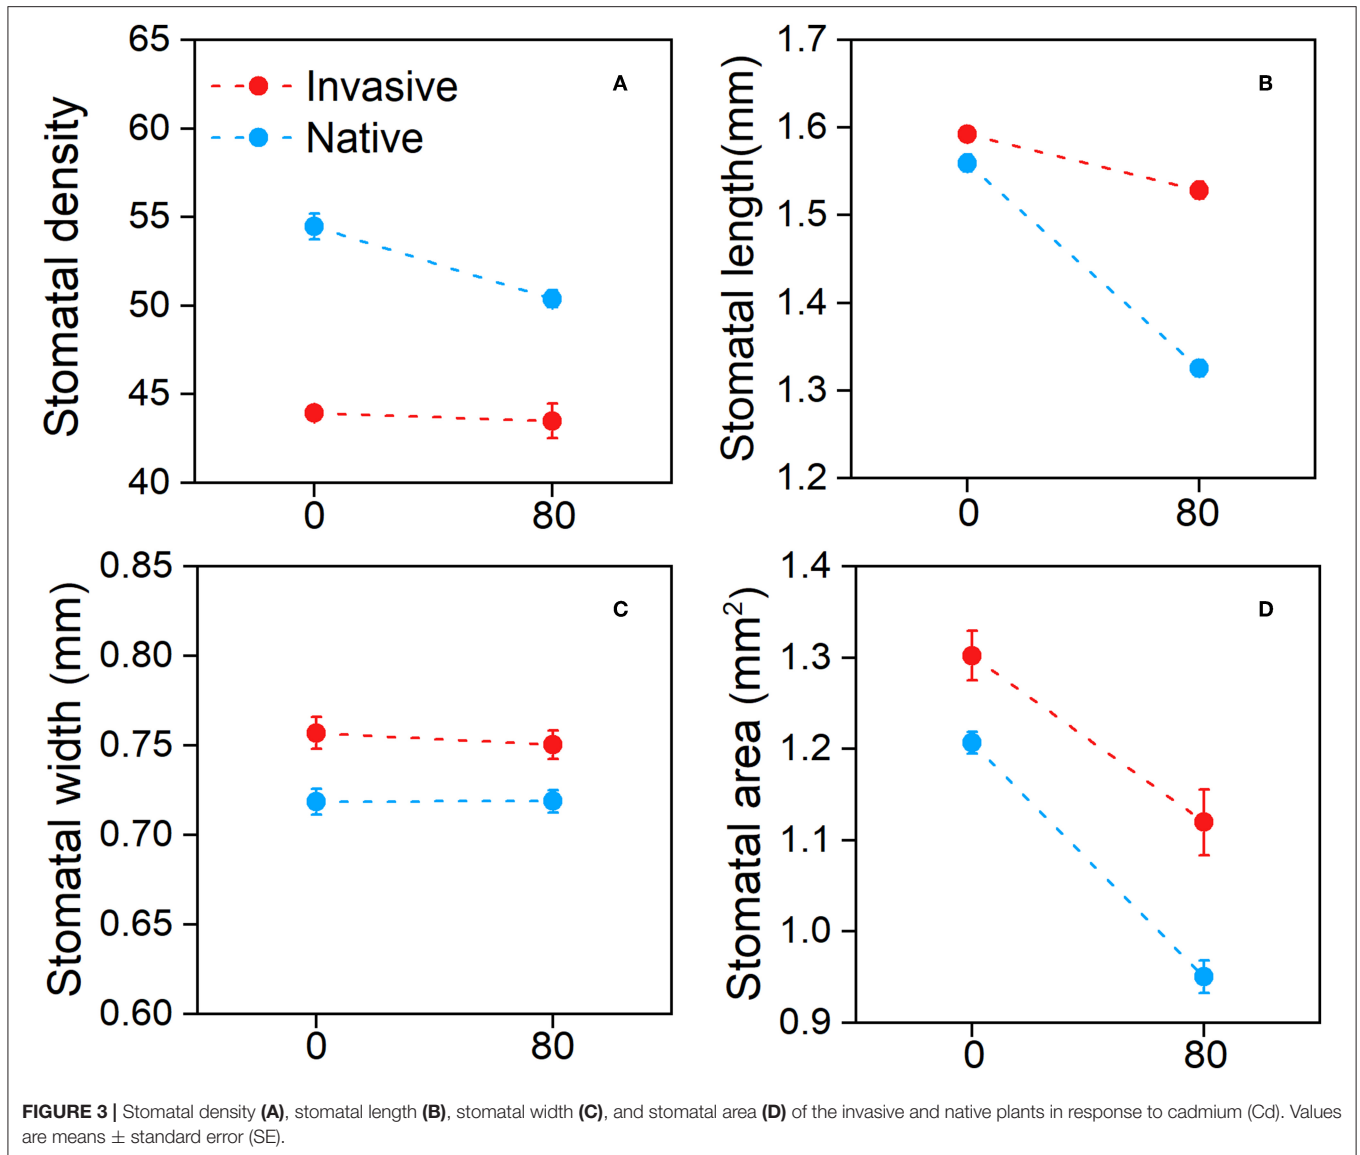 65
60
55
50
45
40
Stomatal density
Invasive
Native
A
0
80
1.7
1.6
1.5
1.4
1.3
1.2
Stomatal length(mm)
B
0
80
0.85
0.80
0.75
0.70
0.65
0.60
Stomatal width (mm)
C
0
80
1.4
1.3
1.2
1.1
1.0
0.9
Stomatal area (mm²)
D
0
80
FIGURE 3 | Stomatal density (A), stomatal length (B), stomatal width (C), and stomatal area (D) of the invasive and native plants in response to cadmium (Cd). Values
are means ± standard error (SE).